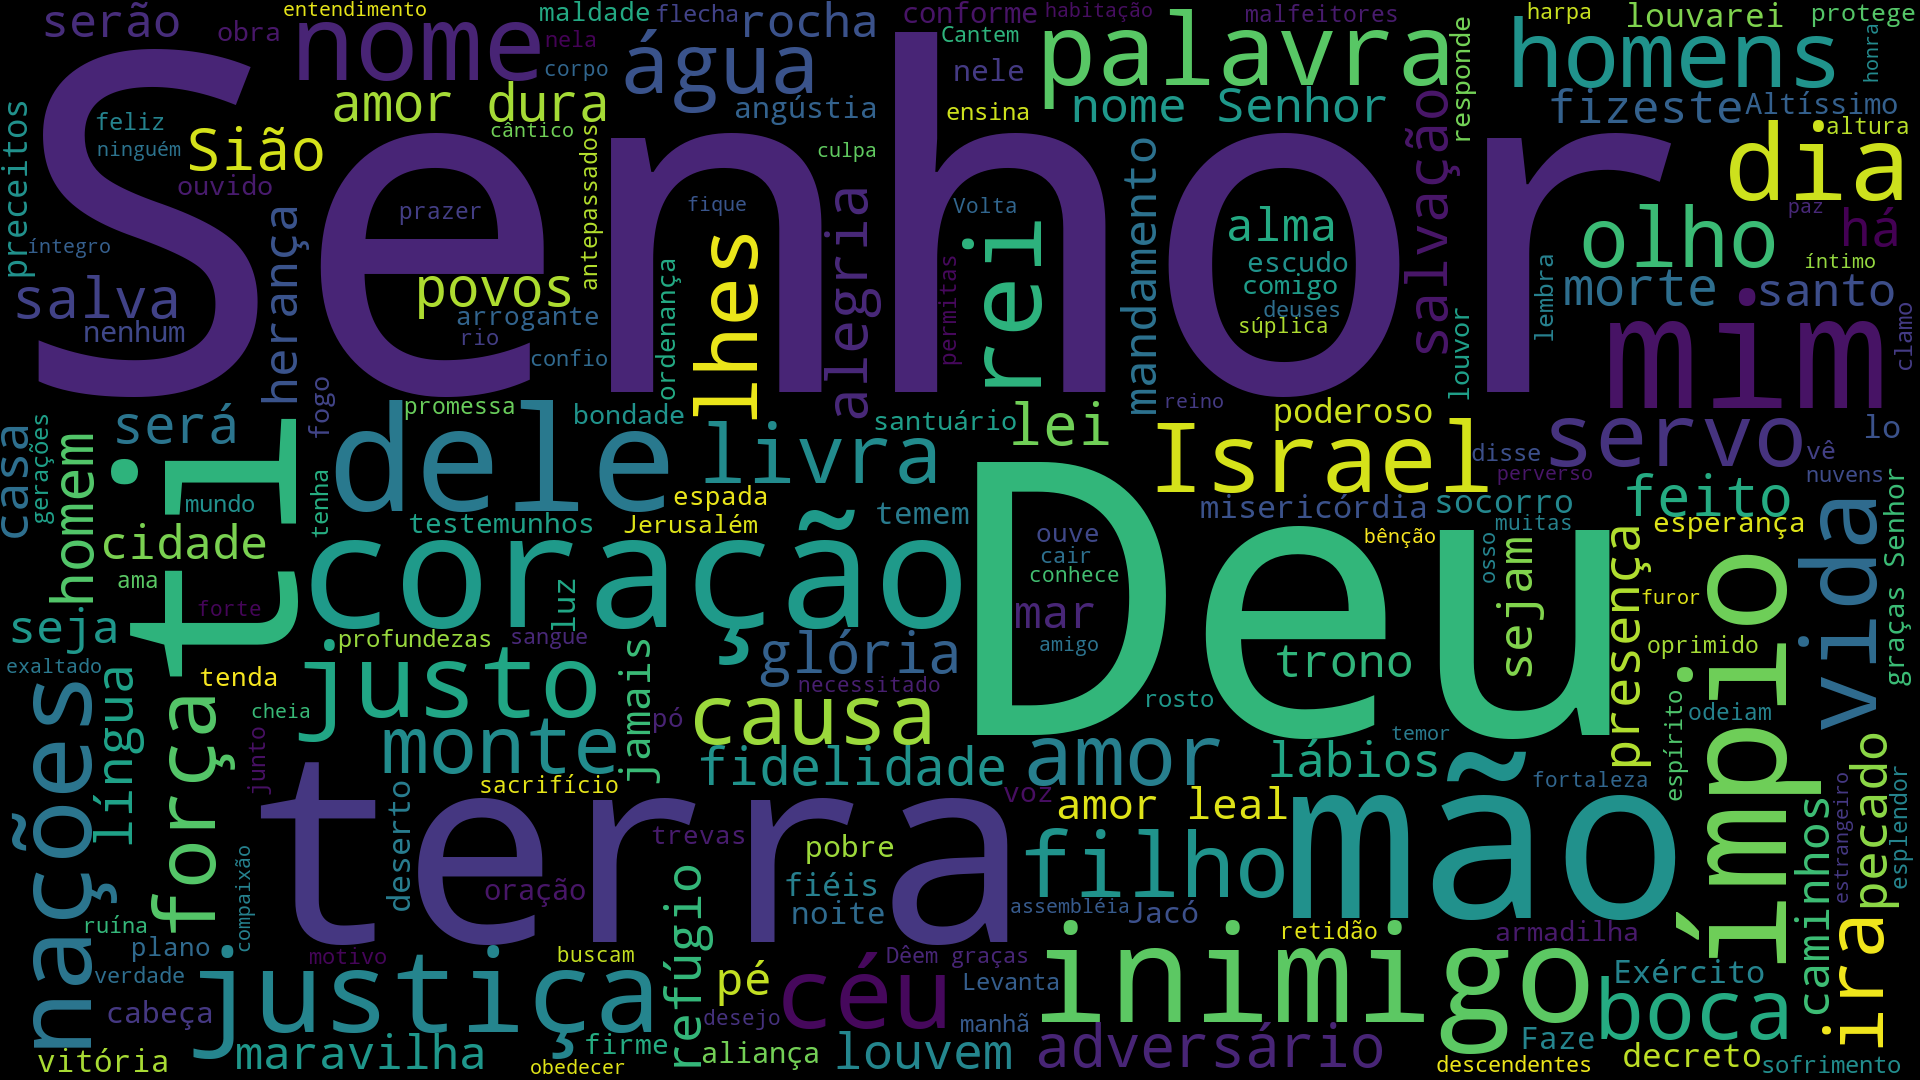 serão
obra
entendimento
nome
nela
maldade
flecha
rocha
corpo
água
conforme
habitação
Cantem
nele
palavra
malfeitores
responde
harpa
louvarei
protege
homens
honra
preceitos
feliz
ninguém
Sião
ouvido
amor dura
cântico
antepassados
angústia
culpa
ensina
nome Senhor
fizeste
Altíssimo
altura
dia
Senhor
íntegro
salva
nenhum
herança
prazer
povos
arrogante
rio
confio
ordenança
fique
lhes
alegria
Volta
permitas
rei
mandamento
alma
escudo
comigo
deuses
súplica
salvação
louvor
lembra
olho
morte
paz
há
íntimo
santo
mim
clamo
casa
gerações
homem
será
fogo
promessa
dele
bondade
livra
santuário
lei
reino
poderoso
Israel
disse
perverso
servo
vê
lo
nuvens
mundo
tenha
testemunhos
espada
Jerusalém
temem
misericórdia
socorro
muitas
feito
esperança
cidade
ama
ti
coração
luz
ouve
cair
conhece
mar
amigo
Deu
bênção
osso
sejam
presença
furor
oprimido
vida
graças Senhor
seja
exaltado
forte
tenda
cheia
profundezas
sangue
justo
jamais
glória
necessitado
pó
causa
rosto
trono
temor
espírito
odeiam
ímpio
nações
língua
força
junto
monte
deserto
sacrifício
fidelidade
amor
voz
amor leal
lábios
fortaleza
mão
caminhos
pecado
estrangeiro
esplendor
terra
trevas
oração
refúgio
pobre
fiéis
noite
filho
assembléia
Jacó
retidão
armadilha
ruína
plano
compaixão
verdade
cabeça
vitória
justiça
motivo
maravilha
buscam
firme
obedecer
pé
desejo
aliança
céu
Dêem graças
Levanta
manhã
louvem
inimigo
adversário
descendentes
Faze
Exército
boca
decreto
ira
sofrimento